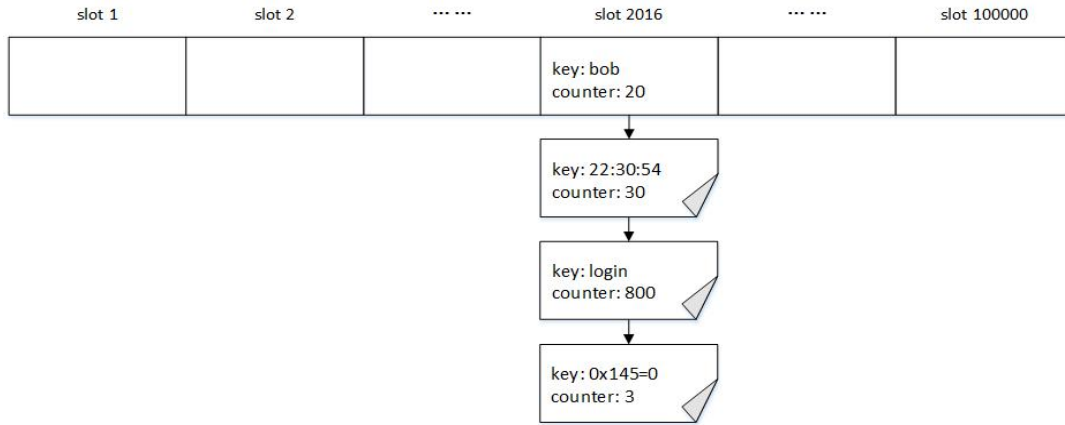 slot 1
slot 2
... ...
slot 2016
... ...
slot 100000
key: bob
counter: 20
key: 22:30:54
counter: 30
key: login
counter: 800
key: 0x145=0
counter: 3